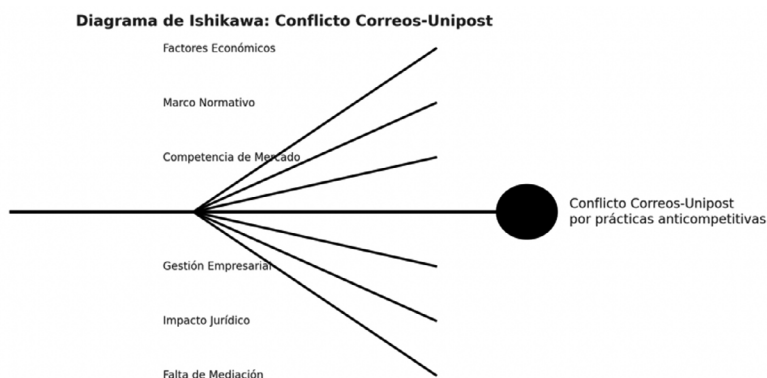 Diagrama de Ishikawa: Conflicto Correos-Unipost
Factores Económicos
Marco Normativo
Competencia de Mercado
Conflicto Correos-Unipost
por prácticas anticompetitivas
Gestión Empresarial
Impacto Jurídico
Falta de Mediación